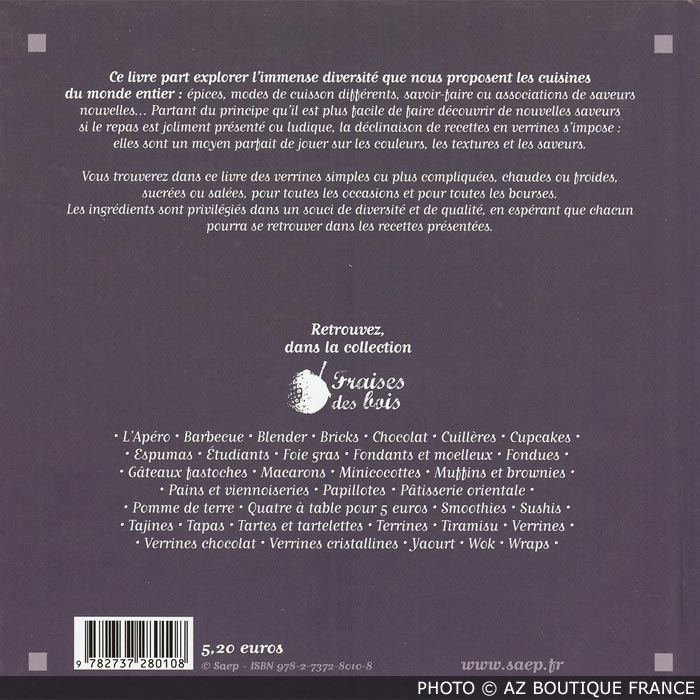 Ce livre part explorer l'immense diversité que nous proposent les cuisines
du monde entier : épices, modes de cuisson différents, savoir-faire ou associations de saveurs
nouvelles... Partant du principe qu'il est plus facile de faire découvrir de nouvelles saveurs
si le repas est joliment présenté ou ludique, la déclinaison de recettes en verrines s'impose :
elles sont un moyen parfait de jouer sur les couleurs, les textures et les saveurs.
Vous trouverez dans ce livre des verrines simples ou plus compliquées, chaudes ou froides,
sucrées ou salées, pour toutes les occasions et pour toutes les bourses.
Les ingrédients sont privilégiés dans un souci de diversité et de qualité, en espérant que chacun
pourra se retrouver dans les recettes présentées.
Retrouvez,
dans la collection
Fraises
des bois
· L'Apéro · Barbecue · Blender · Bricks · Chocolat · Cuillères · Cupcakes ·
· Espumas · Étudiants · Foie gras · Fondants et moelleux · Fondues ·
· Gâteaux fastoches · Macarons · Minicocottes · Muffins et brownies ·
· Pains et viennoiseries · Papillotes · Pâtisserie orientale ·
· Pomme de terre · Quatre à table pour 5 euros · Smoothies · Sushis ·
· Tajines · Tapas · Tartes et tartelettes · Terrines · Tiramisu · Verrines ·
· Verrines chocolat · Verrines cristallines · Yaourt · Wok · Wraps ·
9 782737 280108
5,20 euros
© Saep - ISBN 978-2-7372-8010-8
www.saep.fr
PHOTO © AZ BOUTIQUE FRANCE